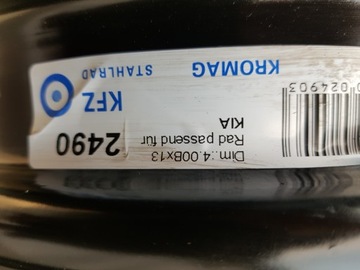 KROMAG
STAHLRAD
KFZ
2490
Dim.:4.00Bx13
Rad passend für
KIA